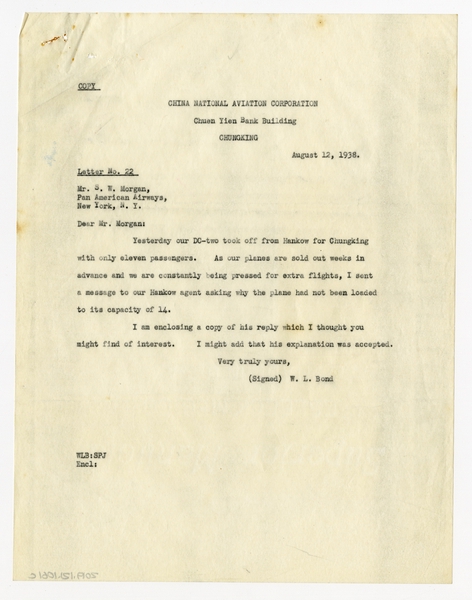 COPY
CHINA NATIONAL AVIATION CORPORATION
Chuen Yien Bank Building
CHUNGKING
August 12, 1938.
Letter No. 22
Mr. S. W. Morgan,
Pan American Airways,
New York, N. Y.
Dear Mr. Morgan:
Yesterday our DC-two took off from Hankow for Chungking
with only eleven passengers. As our planes are sold out weeks in
advance and we are constantly being pressed for extra flights, I sent
a message to our Hankow agent asking why the plane had not been loaded
to its capacity of 14.
I am enclosing a copy of his reply which I thought you
might find of interest. I might add that his explanation was accepted.
Very truly yours,
(Signed) W. L. Bond
WLB:SPJ
Encl: